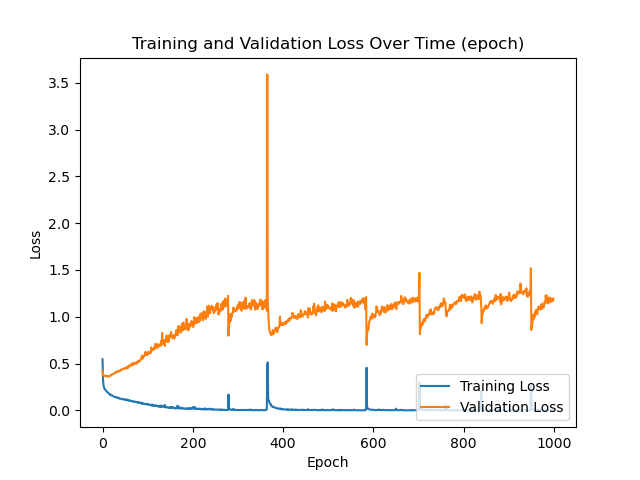 Training and Validation Loss Over Time (epoch)
3.5
3.0
2.5
2.0
1.5
1.0
0.5
0.0
Loss
Training Loss
Validation Loss
0 200 400 600 800 1000
Epoch